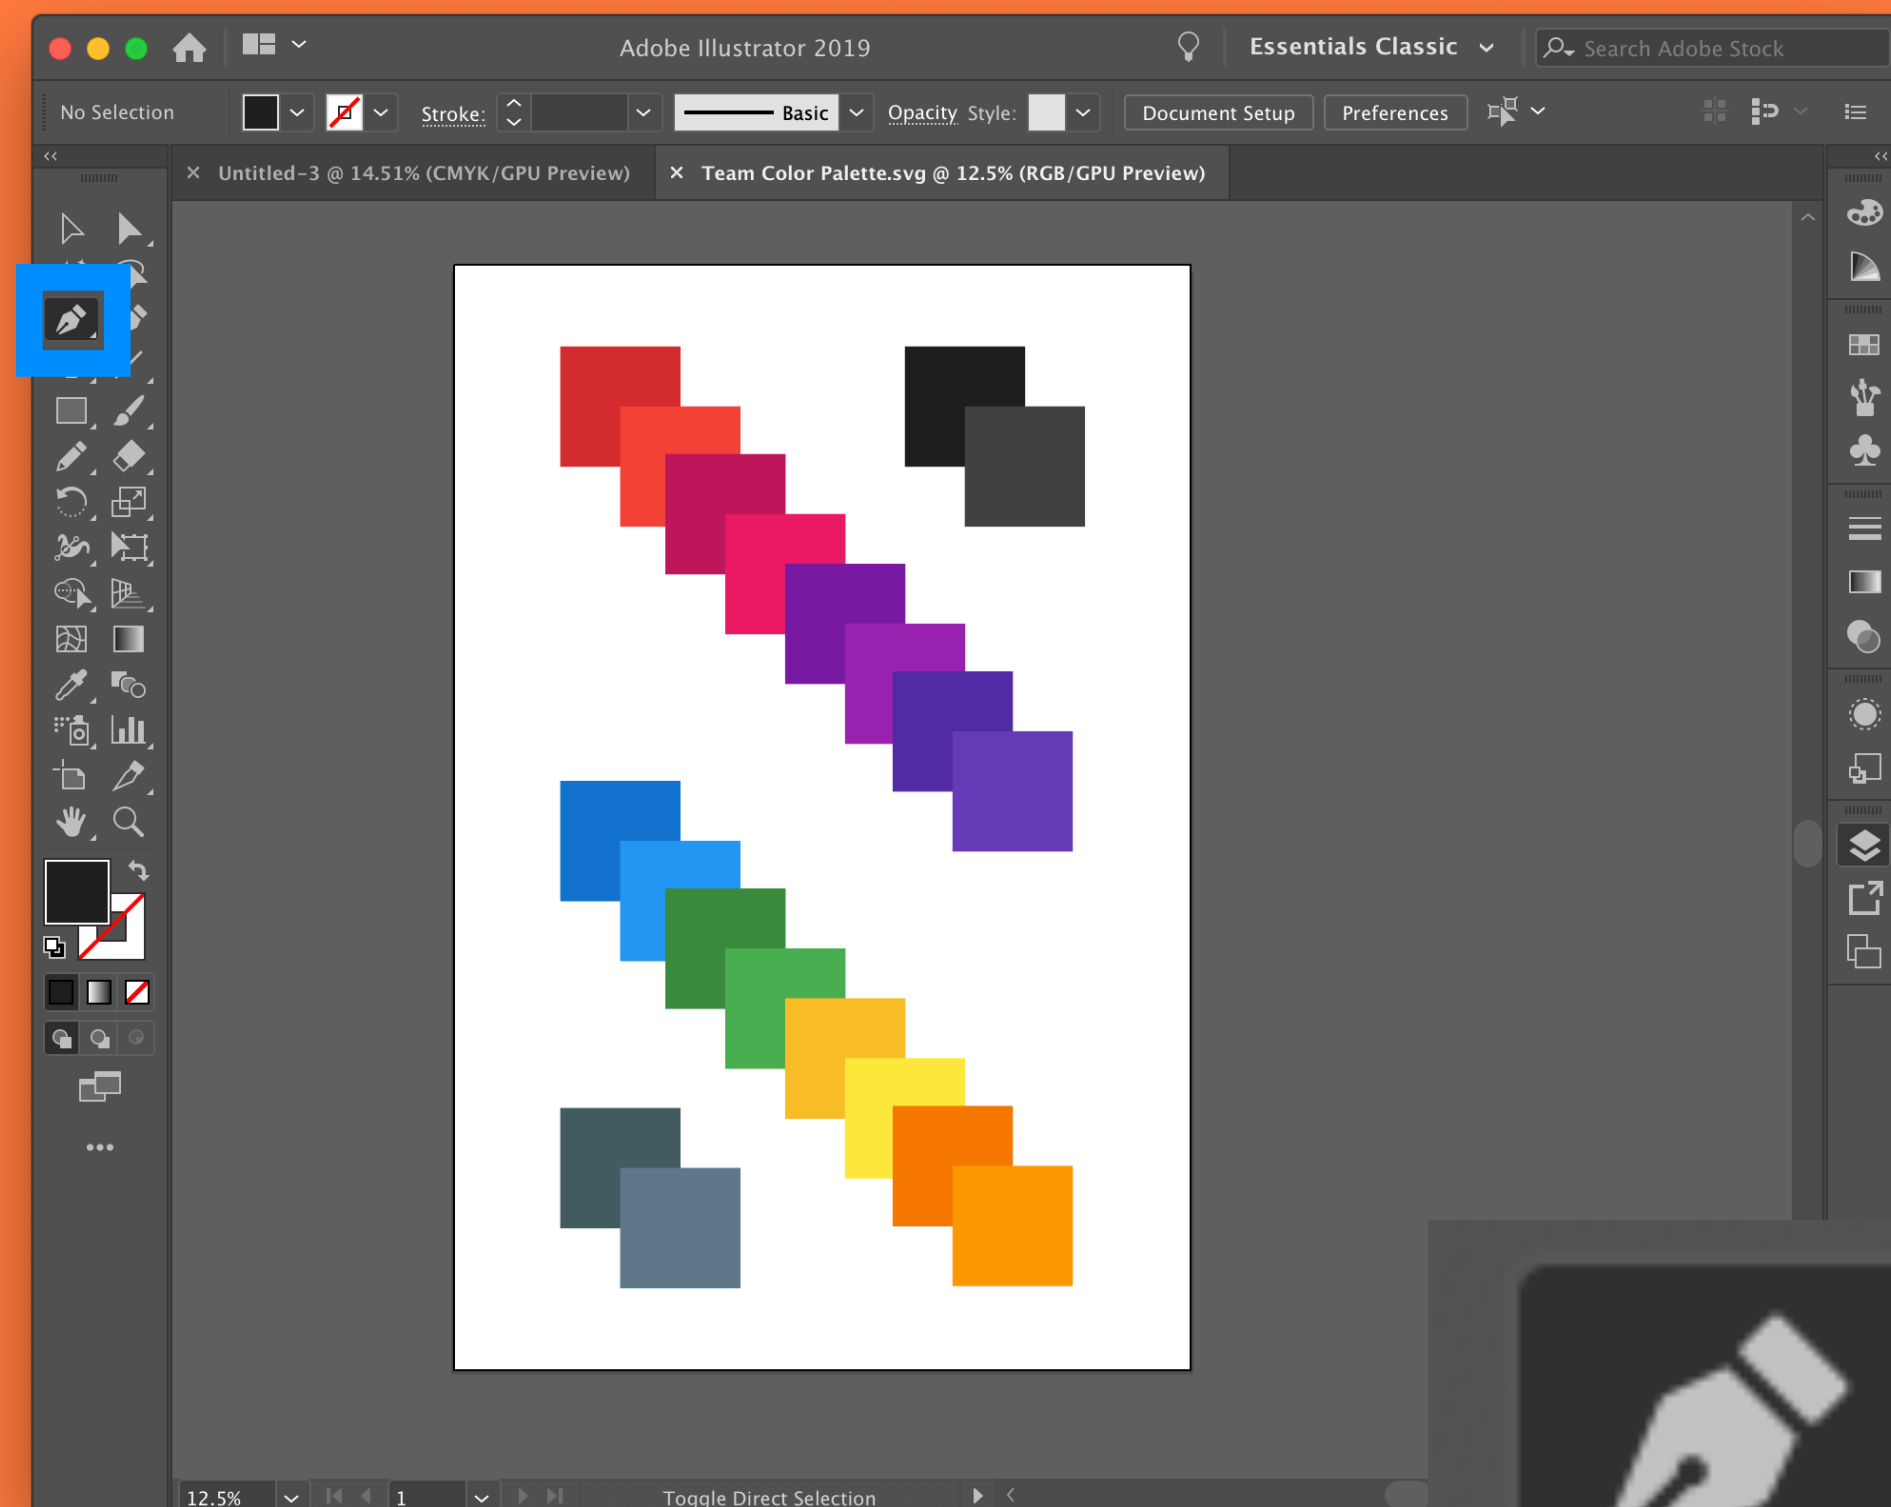 Adobe Illustrator 2019
Essentials Classic
Search Adobe Stock
No Selection
Stroke:
Basic
Opacity
Style:
Document Setup
Preferences
Untitled-3 @ 14.51% (CMYK/GPU Preview)
Team Color Palette.svg @ 12.5% (RGB/GPU Preview)
12.5%
1
Toggle Direct Selection